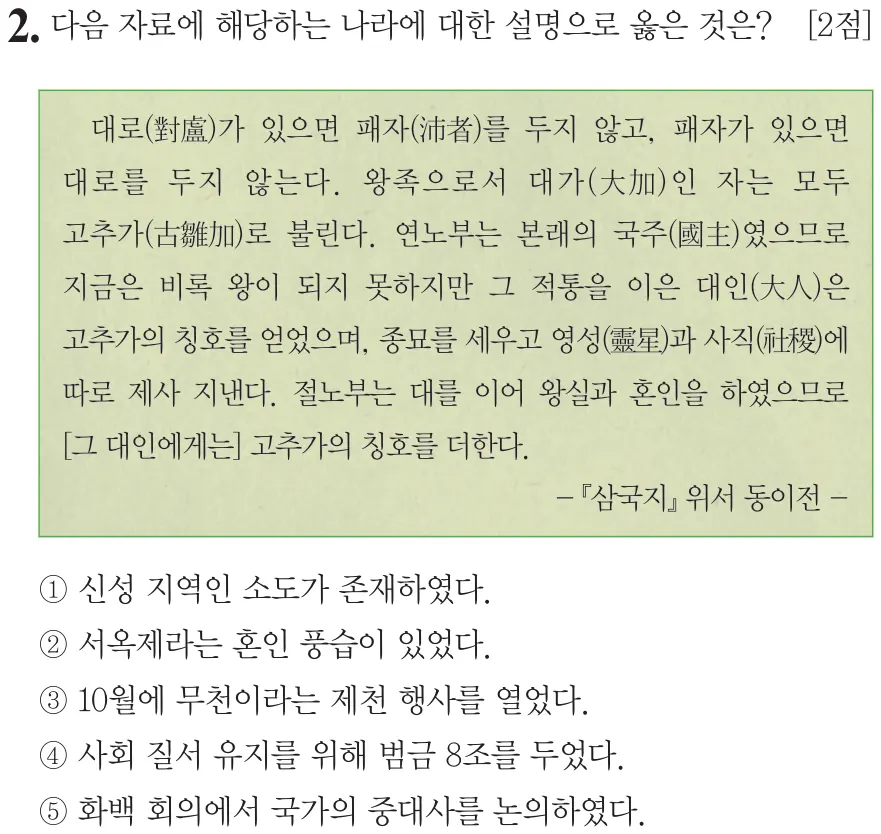 2. 다음 자료에 해당하는 나라에 대한 설명으로 옳은 것은? [2점]
대로(對盧)가 있으면 패자(沛者)를 두지 않고, 패자가 있으면
대로를 두지 않는다. 왕족으로서 대가(大加)인 자는 모두
고추가(古雛加)로 불린다. 연노부는 본래의 국주(國主)였으므로
지금은 비록 왕이 되지 못하지만 그 적통을 이은 대인(大人)은
고추가의 칭호를 얻었으며, 종묘를 세우고 영성(靈星)과 사직(社稷)에
따로 제사 지낸다. 절노부는 대를 이어 왕실과 혼인을 하였으므로
[그 대인에게는] 고추가의 칭호를 더한다.
－『삼국지』 위서 동이전－
① 신성 지역인 소도가 존재하였다.
② 서옥제라는 혼인 풍습이 있었다.
③ 10월에 무천이라는 제천 행사를 열었다.
④ 사회 질서 유지를 위해 범금 8조를 두었다.
⑤ 화백 회의에서 국가의 중대사를 논의하였다.